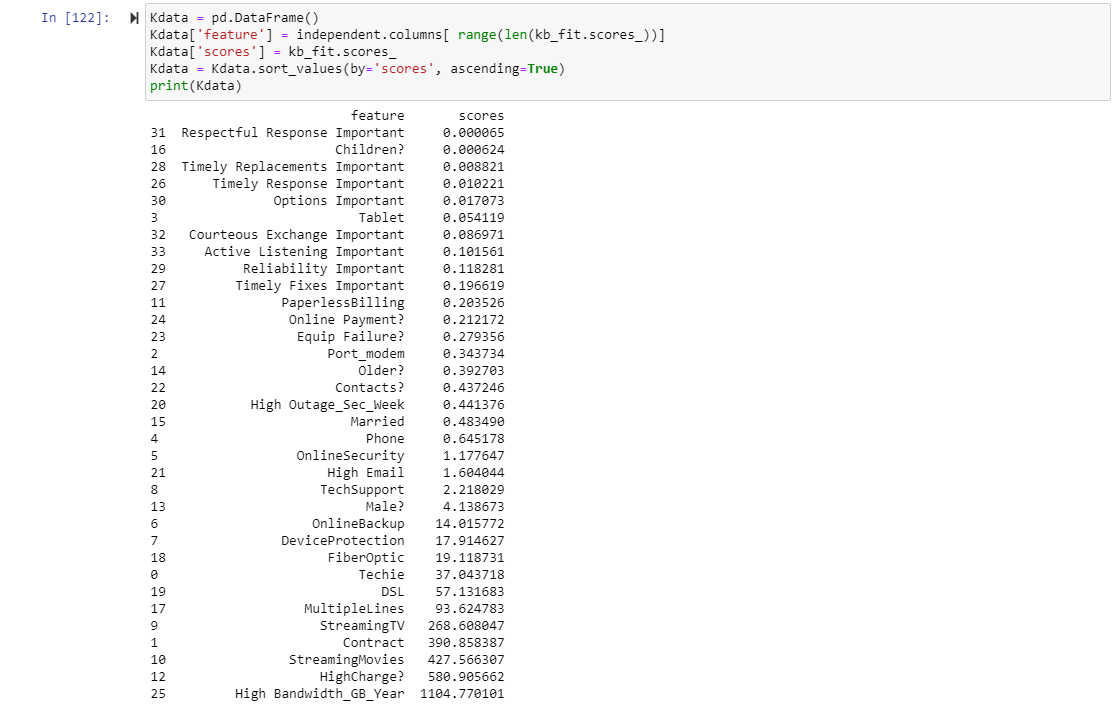 In [122]:
Kdata = pd.DataFrame()
Kdata['feature'] = independent.columns[ range(len(kb_fit.scores_))]
Kdata['scores'] = kb_fit.scores_
Kdata = Kdata.sort_values(by='scores', ascending=True)
print(Kdata)
feature scores
31 Respectful Response Important 0.000065
16 Children? 0.000624
28 Timely Replacements Important 0.008821
26 Timely Response Important 0.010221
30 Options Important 0.017073
3 Tablet 0.054119
32 Courteous Exchange Important 0.086971
33 Active Listening Important 0.101561
29 Reliability Important 0.118281
27 Timely Fixes Important 0.196619
11 PaperlessBilling 0.203526
24 Online Payment? 0.212172
23 Equip Failure? 0.279356
2 Port_modem 0.343734
14 Older? 0.392703
22 Contacts? 0.437246
20 High Outage_Sec_Week 0.441376
15 Married 0.483490
4 Phone 0.645178
5 OnlineSecurity 1.177647
21 High Email 1.604044
8 TechSupport 2.218029
13 Male? 4.138673
6 OnlineBackup 14.015772
7 DeviceProtection 17.914627
18 FiberOptic 19.118731
0 Techie 37.043718
19 DSL 57.131683
17 MultipleLines 93.624783
9 StreamingTV 268.608047
1 Contract 390.858387
10 StreamingMovies 427.566307
12 HighCharge? 580.905662
25 High Bandwidth_GB_Year 1104.770101